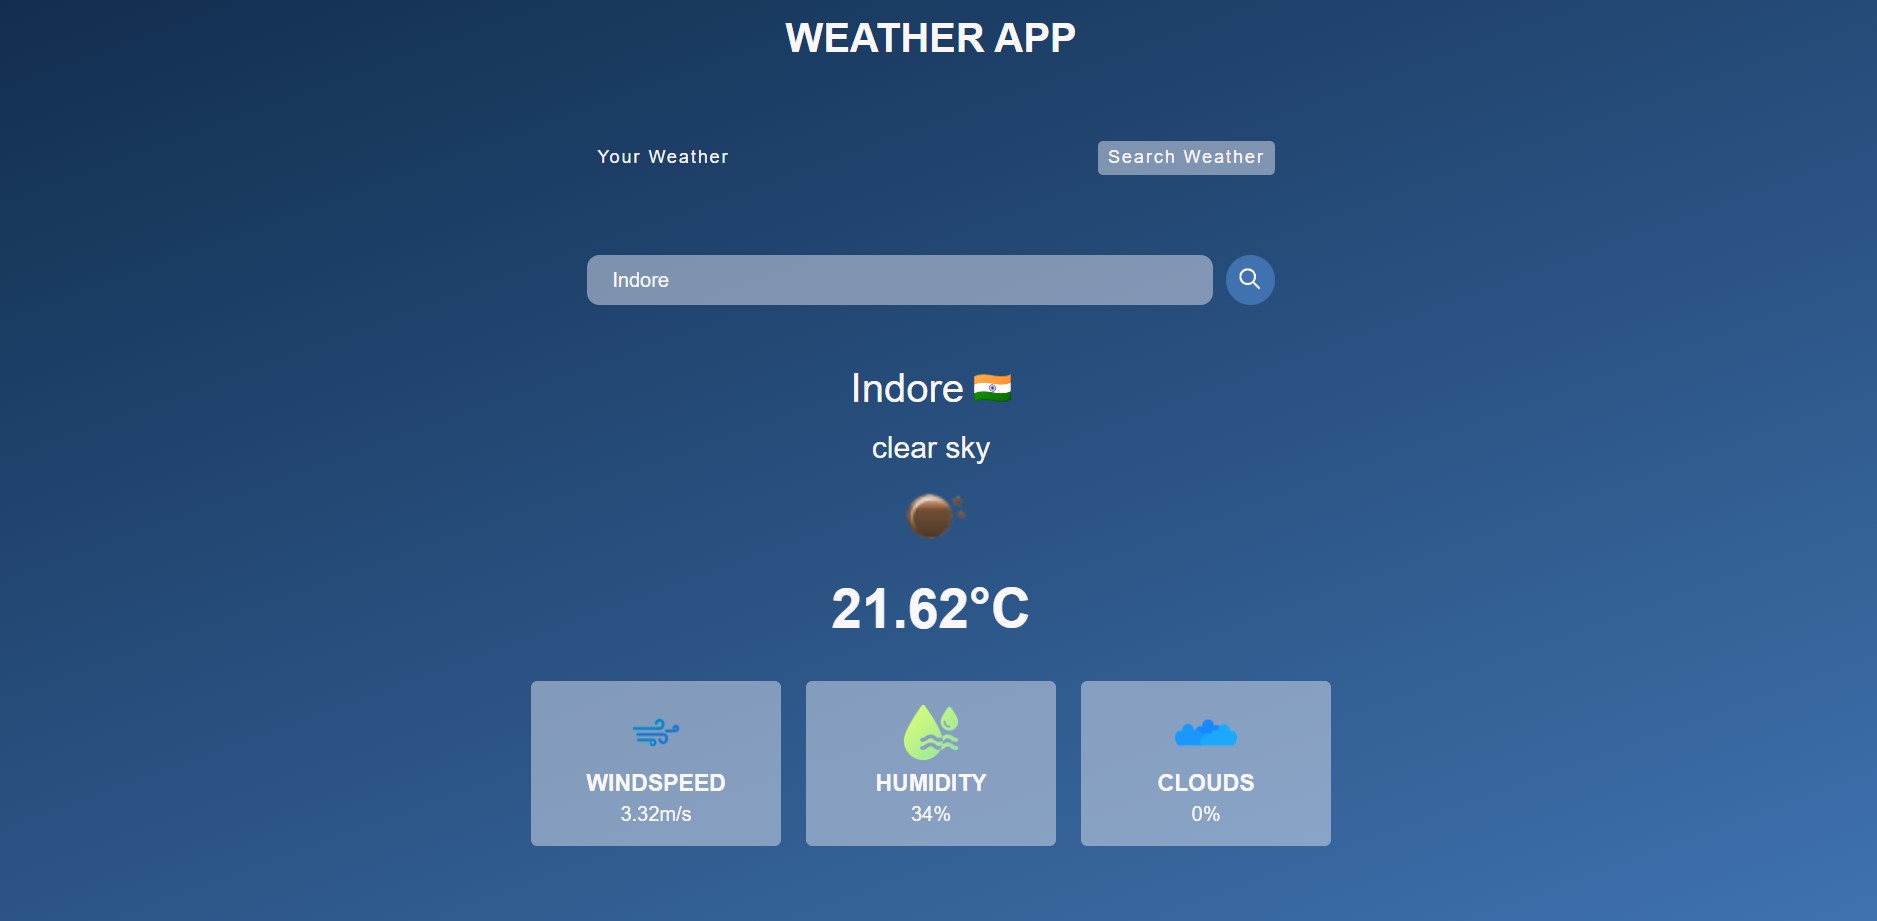 WEATHER APP
Your Weather
Search Weather
Indore
Indore
clear sky
21.62°C
WINDSPEED
3.32m/s
HUMIDITY
34%
CLOUDS
0%